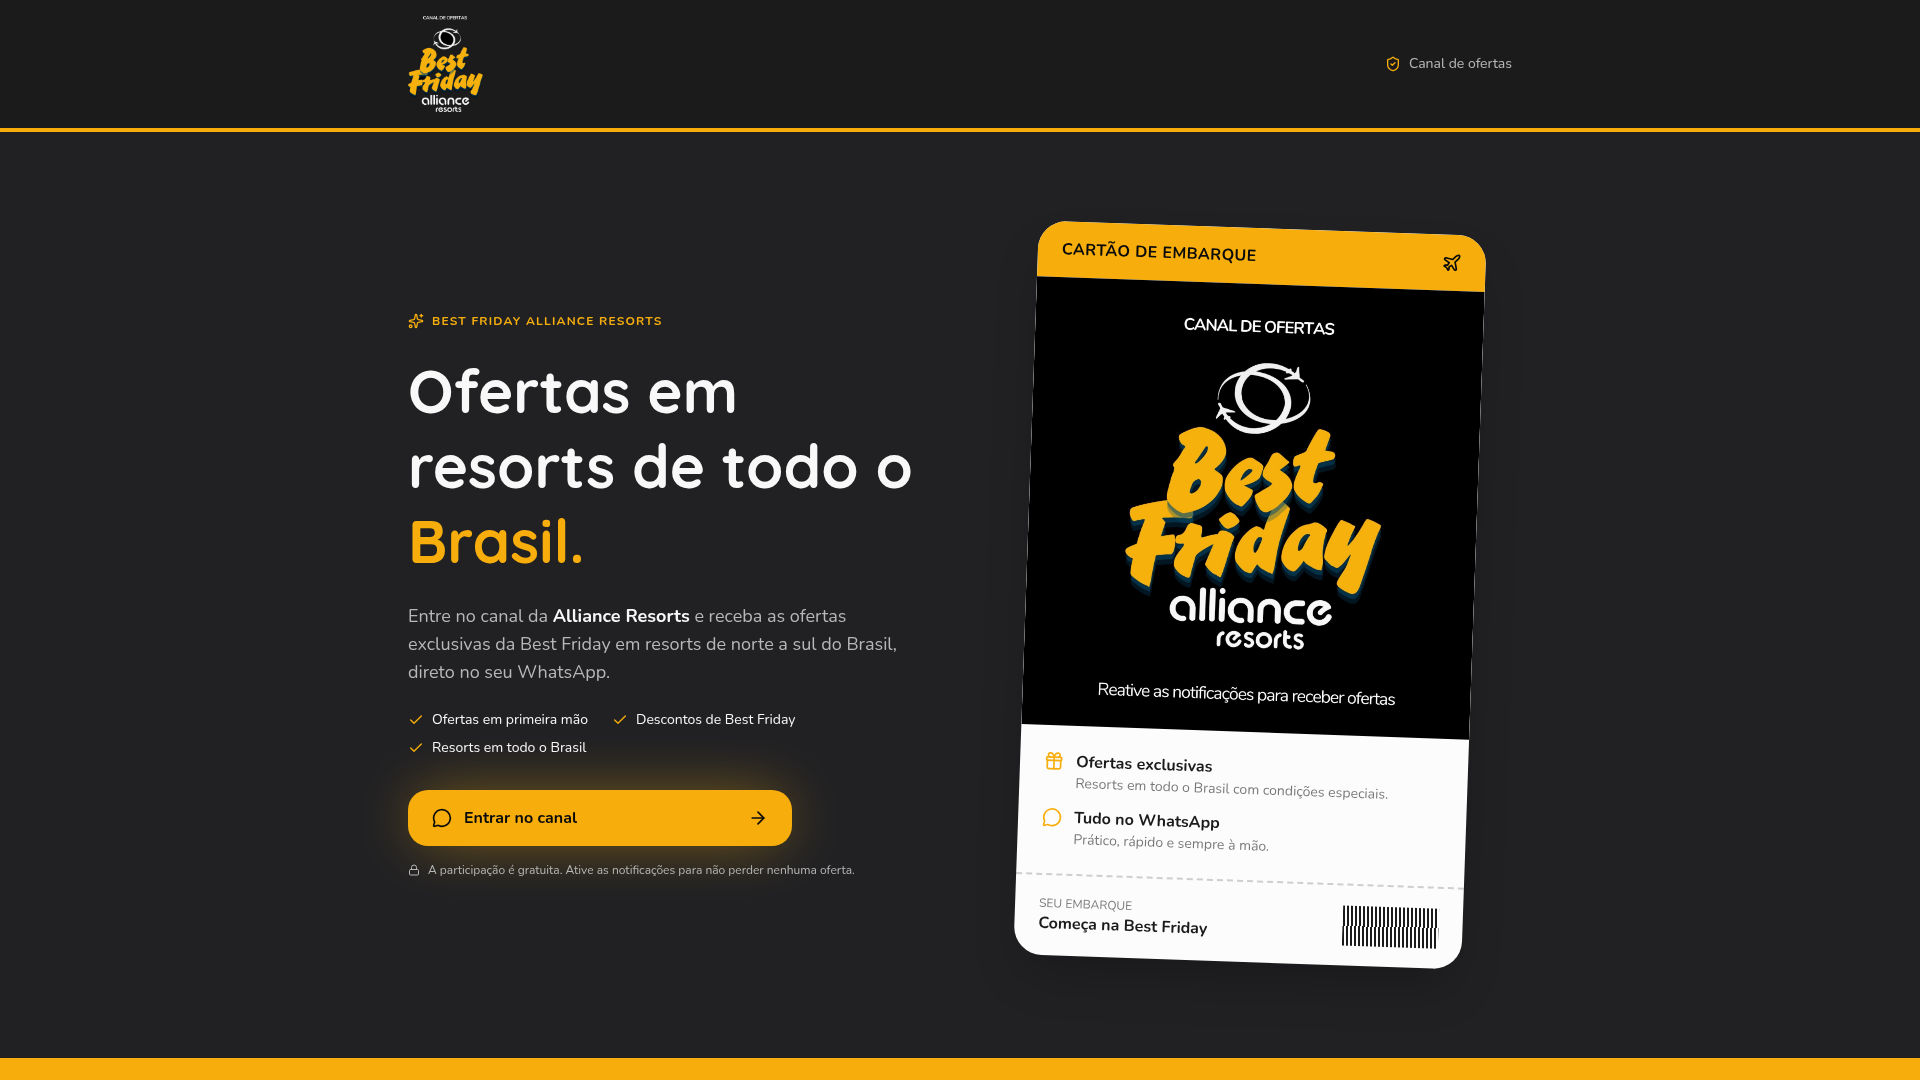 CANAL DE OFERTAS
Best
Friday
alliance
resorts
Canal de ofertas
BEST FRIDAY ALLIANCE RESORTS
Ofertas em
resorts de todo o
Brasil.
Entre no canal da Alliance Resorts e receba as ofertas
exclusivas da Best Friday em resorts de norte a sul do Brasil,
direto no seu WhatsApp.
Ofertas em primeira mão
Descontos de Best Friday
Resorts em todo o Brasil
Entrar no canal
A participação é gratuita. Ative as notificações para não perder nenhuma oferta.
CARTÃO DE EMBARQUE
CANAL DE OFERTAS
Best
Friday
alliance
resorts
Reative as notificações para receber ofertas
Ofertas exclusivas
Resorts em todo o Brasil com condições especiais.
Tudo no WhatsApp
Prático, rápido e sempre à mão.
SEU EMBARQUE
Começa na Best Friday